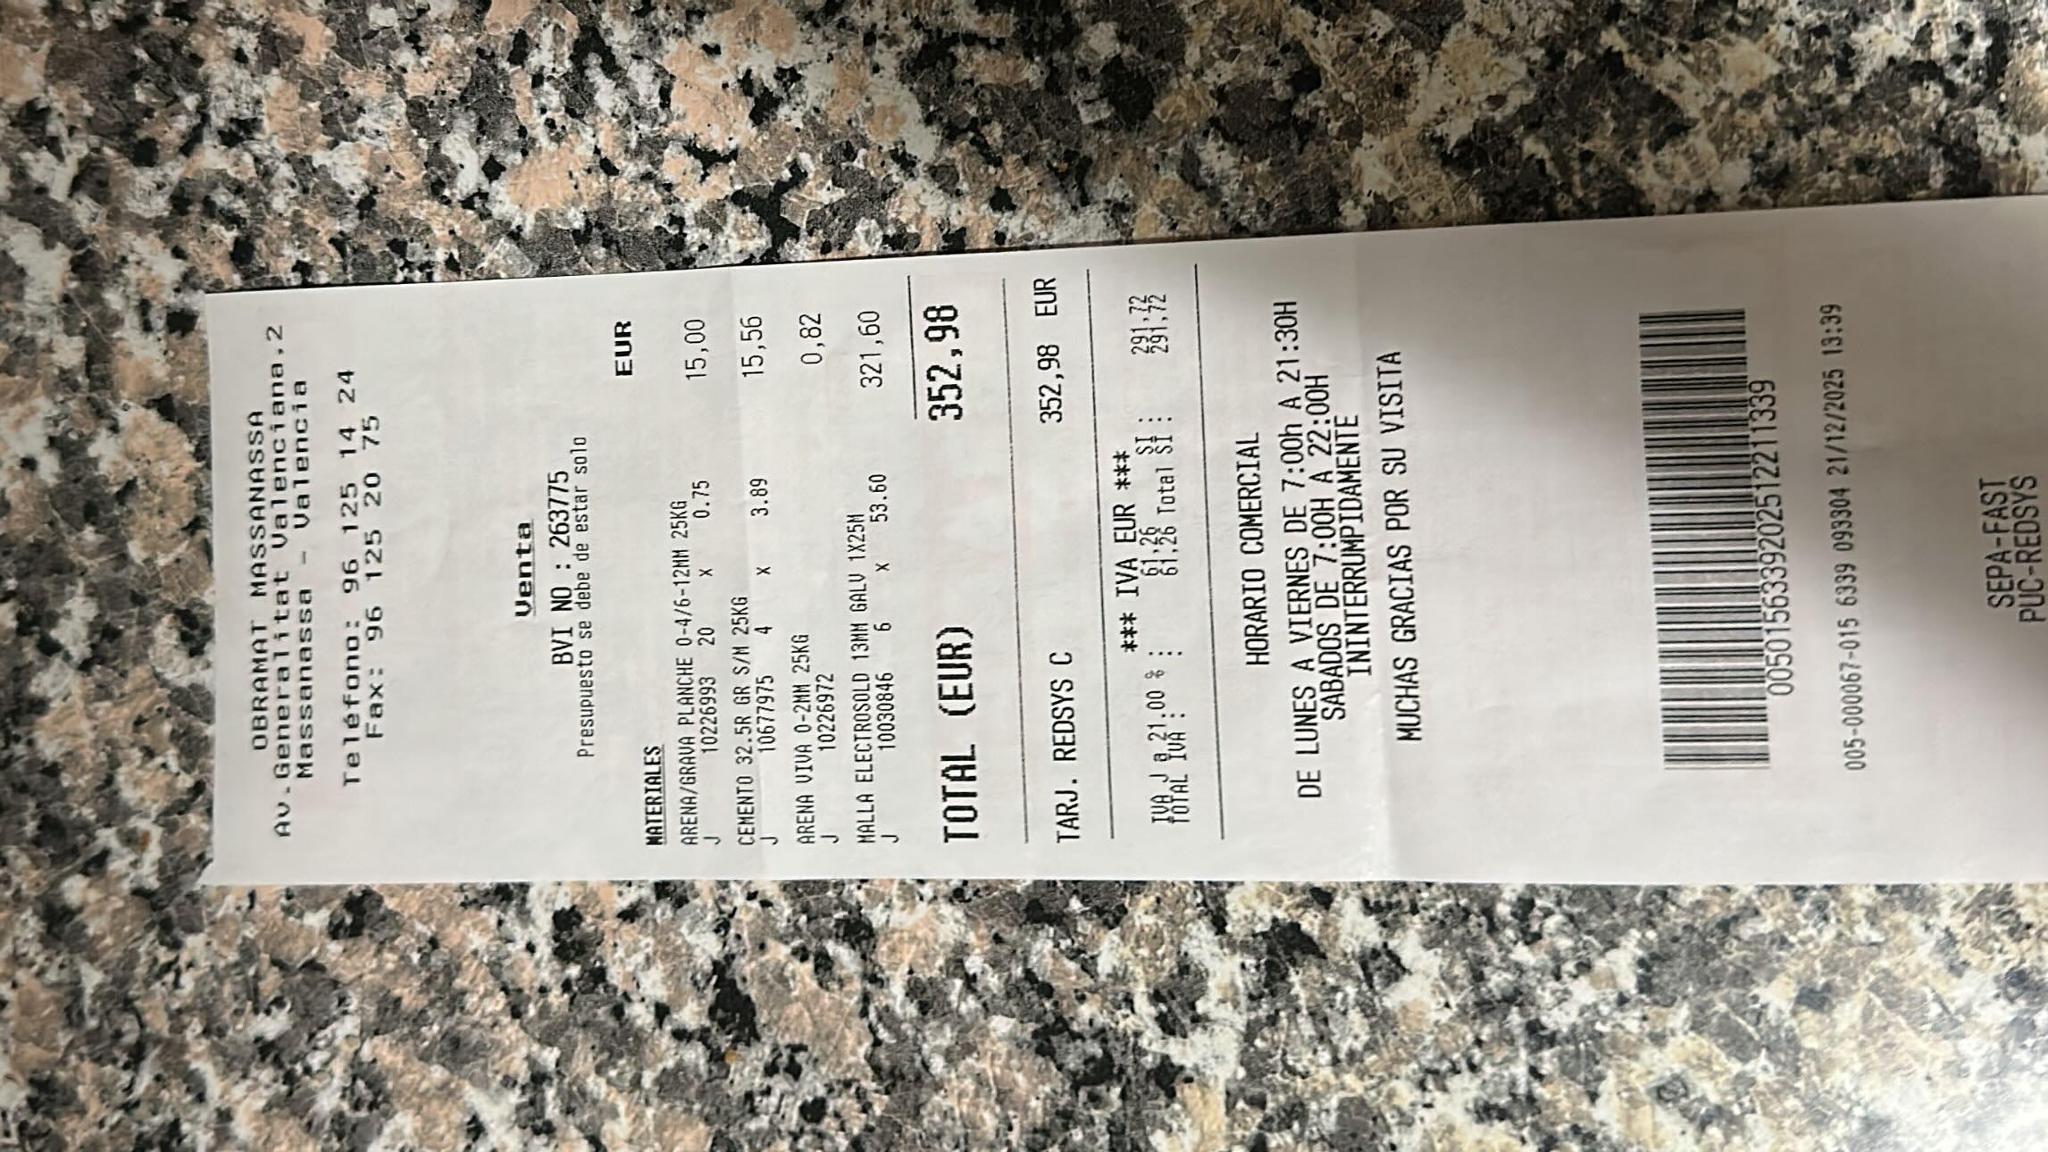 OBRAMAT MASSANASSA
Av.Generalitat Valenciana,2
Massanassa - Valencia
Teléfono: 96 125 14 24
Fax: 96 125 20 75
Venta
BVI NO : 263775
Presupuesto se debe de estar solo
EUR
MATERIALES
ARENA/GRAVA PLANCHE 0-4/6-12MM 25KG
J 10226993 20 x 0.75 15,00
CEMENTO 32.5R GR S/M 25KG
J 10677975 4 x 3.89 15,56
ARENA VIVA 0-2MM 25KG
J 10226972 0,82
MALLA ELECTROSOLD 13MM GALV 1X25M
J 10030846 6 x 53.60 321,60
TOTAL (EUR) 352,98
TARJ. REDSYS C 352,98 EUR
*** IVA EUR ***
IVA J a 21.00 % : 61,26 SI : 291,72
TOTAL IVA : : 61,26 Total SI : 291,72
HORARIO COMERCIAL
DE LUNES A VIERNES DE 7:00h A 21:30H
SABADOS DE 7:00H A 22:00H
ININTERRUMPIDAMENTE
MUCHAS GRACIAS POR SU VISITA
0050156339202512211339
005-000067-015 6339 093304 21/12/2025 13:39
SEPA-FAST
PUC-REDSYS